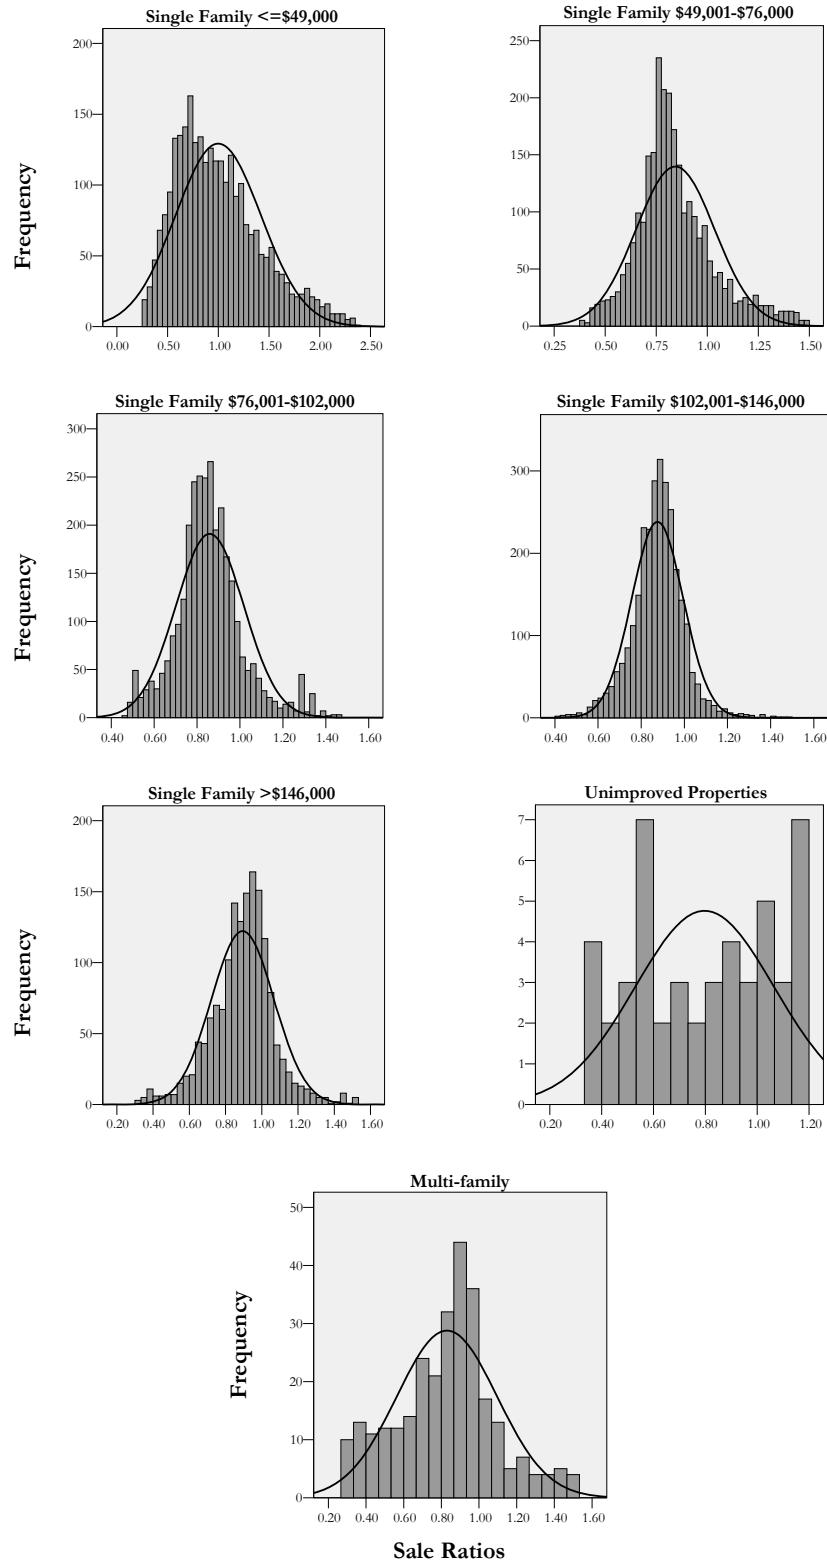 Single Family <=$49,000
Single Family $49,001-$76,000
200
150
100
50
0
Frequency
0.00 0.50 1.00 1.50 2.00 2.50
250
200
150
100
50
0
0.25 0.50 0.75 1.00 1.25 1.50
Single Family $76,001-$102,000
Single Family $102,001-$146,000
300
250
200
150
100
50
0
Frequency
0.40 0.60 0.80 1.00 1.20 1.40 1.60
300
200
100
0
0.40 0.60 0.80 1.00 1.20 1.40 1.60
Single Family >$146,000
Unimproved Properties
200
150
100
50
0
Frequency
0.20 0.40 0.60 0.80 1.00 1.20 1.40 1.60
7
6
5
4
3
2
1
0
0.20 0.40 0.60 0.80 1.00 1.20
Multi-family
50
40
30
20
10
0
Frequency
0.20 0.40 0.60 0.80 1.00 1.20 1.40 1.60
Sale Ratios